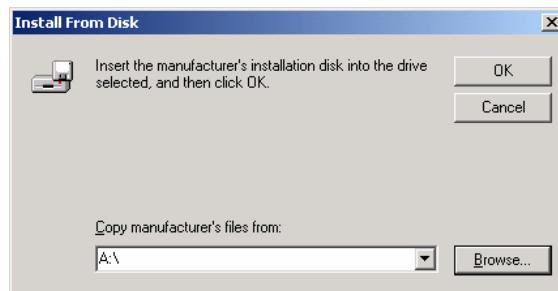 Install From Disk
Insert the manufacturer's installation disk into the drive
selected, and then click OK.
OK
Cancel
Copy manufacturer's files from:
A:\
Browse...